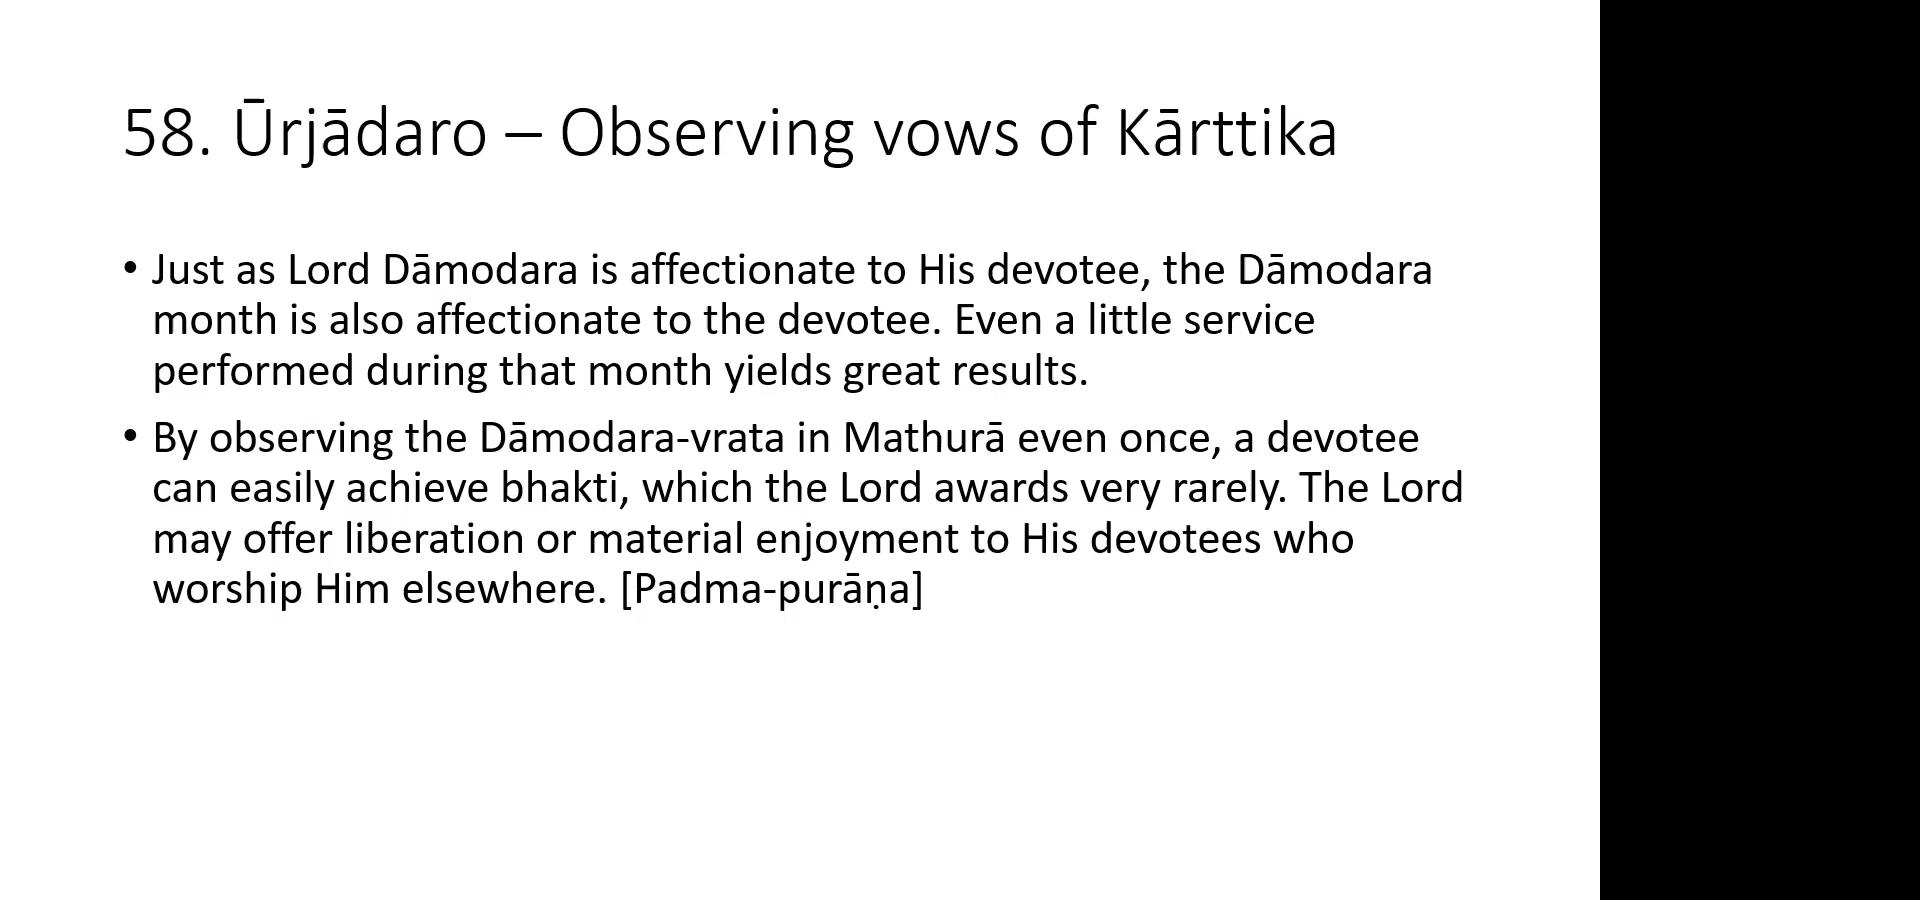 58. Ūrjādaro – Observing vows of Kārttika
• Just as Lord Dāmodara is affectionate to His devotee, the Dāmodara
month is also affectionate to the devotee. Even a little service
performed during that month yields great results.
• By observing the Dāmodara-vrata in Mathurā even once, a devotee
can easily achieve bhakti, which the Lord awards very rarely. The Lord
may offer liberation or material enjoyment to His devotees who
worship Him elsewhere. [Padma-purāṇa]